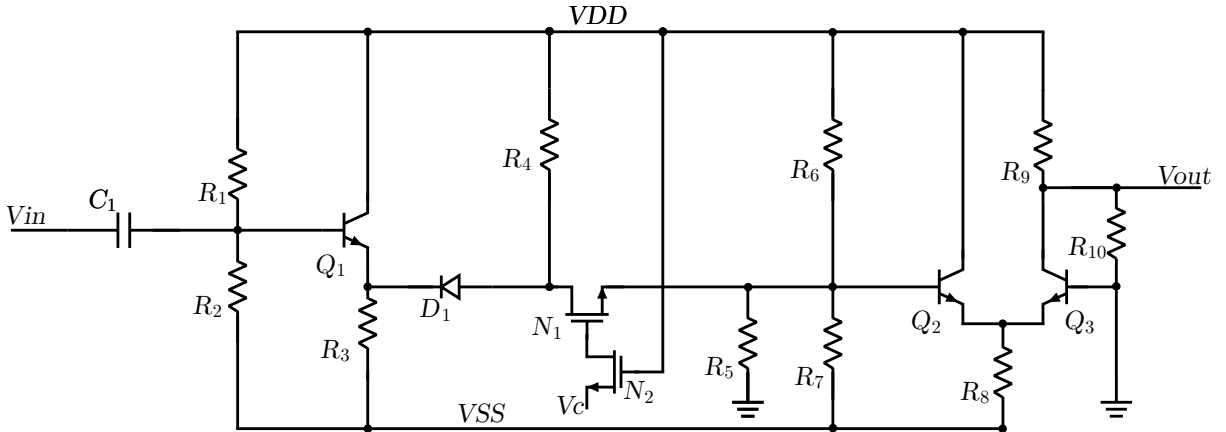 VDD
R4
R6
R9
R1
Vout
Vin
C1
R10
Q1
R2
D1
N1
Q2
Q3
R3
R5
R7
R8
N2
Vc
VSS